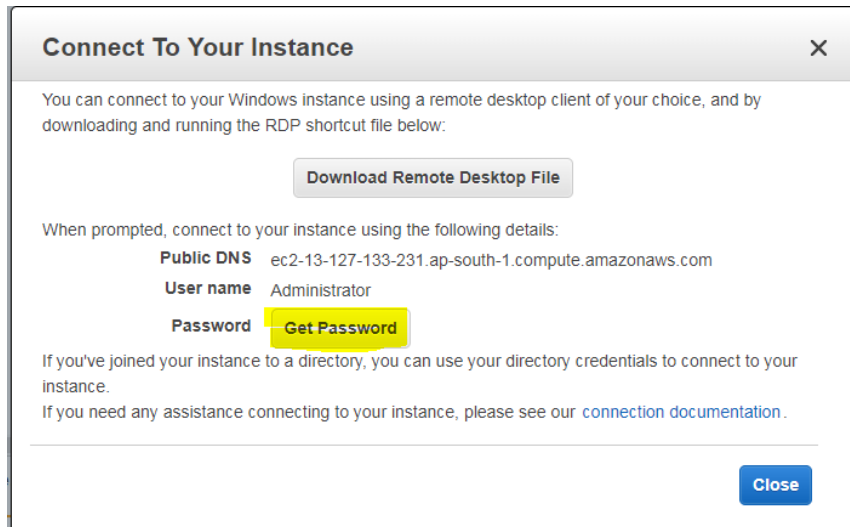 Connect To Your Instance
You can connect to your Windows instance using a remote desktop client of your choice, and by
downloading and running the RDP shortcut file below:
Download Remote Desktop File
When prompted, connect to your instance using the following details:
Public DNS ec2-13-127-133-231.ap-south-1.compute.amazonaws.com
User name Administrator
Password Get Password
If you've joined your instance to a directory, you can use your directory credentials to connect to your
instance.
If you need any assistance connecting to your instance, please see our connection documentation.
Close